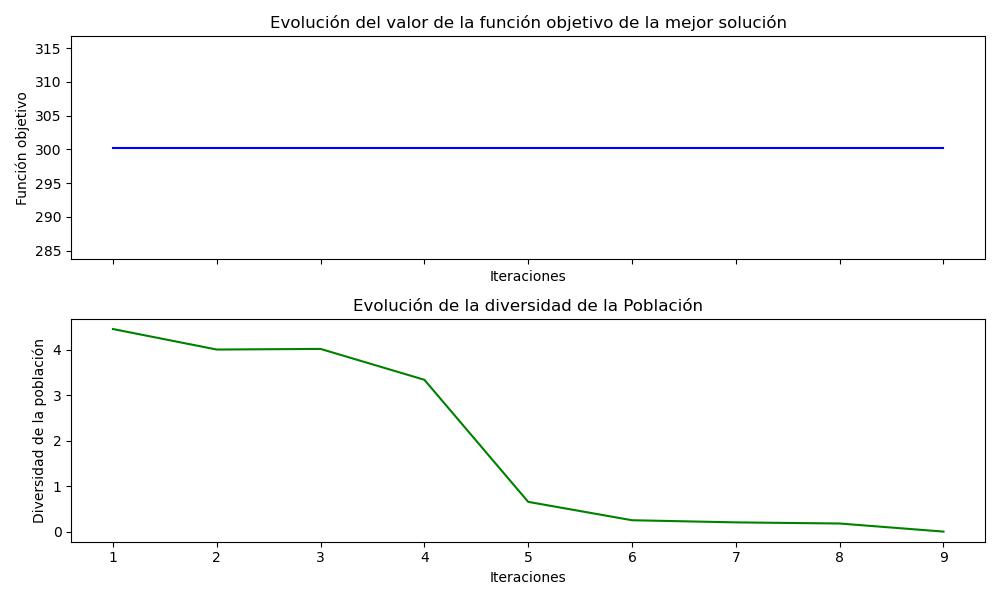 Evolución del valor de la función objetivo de la mejor solución
315
310
305
300
295
290
285
Función objetivo
Iteraciones
Evolución de la diversidad de la Población
4
3
2
1
0
Diversidad de la población
1 2 3 4 5 6 7 8 9
Iteraciones